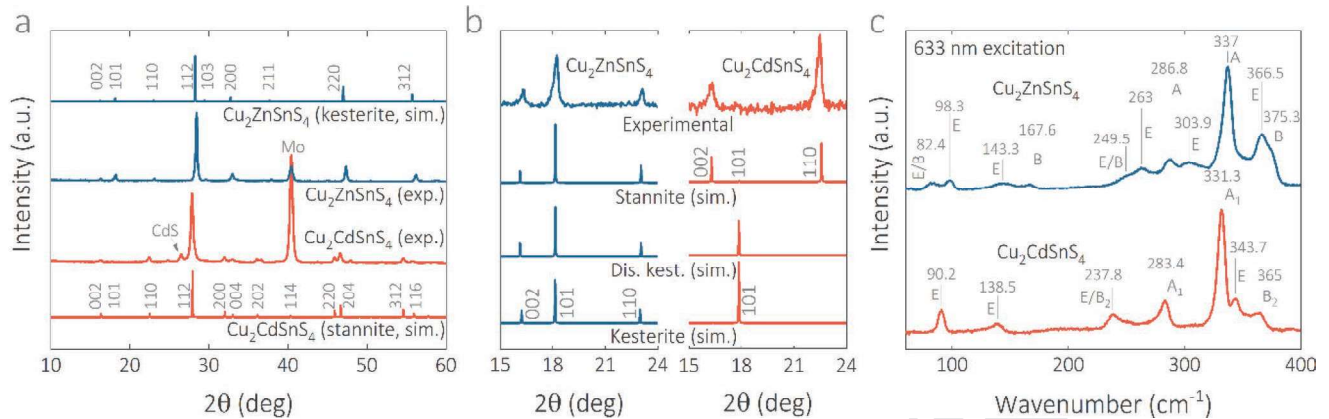 a
Intensity (a.u.)
002
101
110
112
103
200
211
220
312
Cu2ZnSnS4 (kesterite, sim.)
Mo
Cu2ZnSnS4 (exp.)
CdS
Cu2CdSnS4 (exp.)
002
101
110
112
200
004
202
114
220
204
312
116
Cu2CdSnS4 (stannite, sim.)
10 20 30 40 50 60
2θ (deg)
b
Cu2ZnSnS4
Cu2CdSnS4
Experimental
002
101
110
Stannite (sim.)
Dis. kest. (sim.)
002
101
110
101
Kesterite (sim.)
15 18 21 24
15 18 21 24
2θ (deg)
2θ (deg)
c
Intensity (a.u.)
633 nm excitation
Cu2ZnSnS4
82.4
E/B
98.3
E
143.3
E
167.6
B
249.5
E/B
263
E
286.8
A
303.9
E
337
A
366.5
E
375.3
B
Cu2CdSnS4
90.2
E
138.5
E
237.8
E/B2
283.4
A1
331.3
A1
343.7
E
365
B2
100 200 300 400
Wavenumber (cm-1)